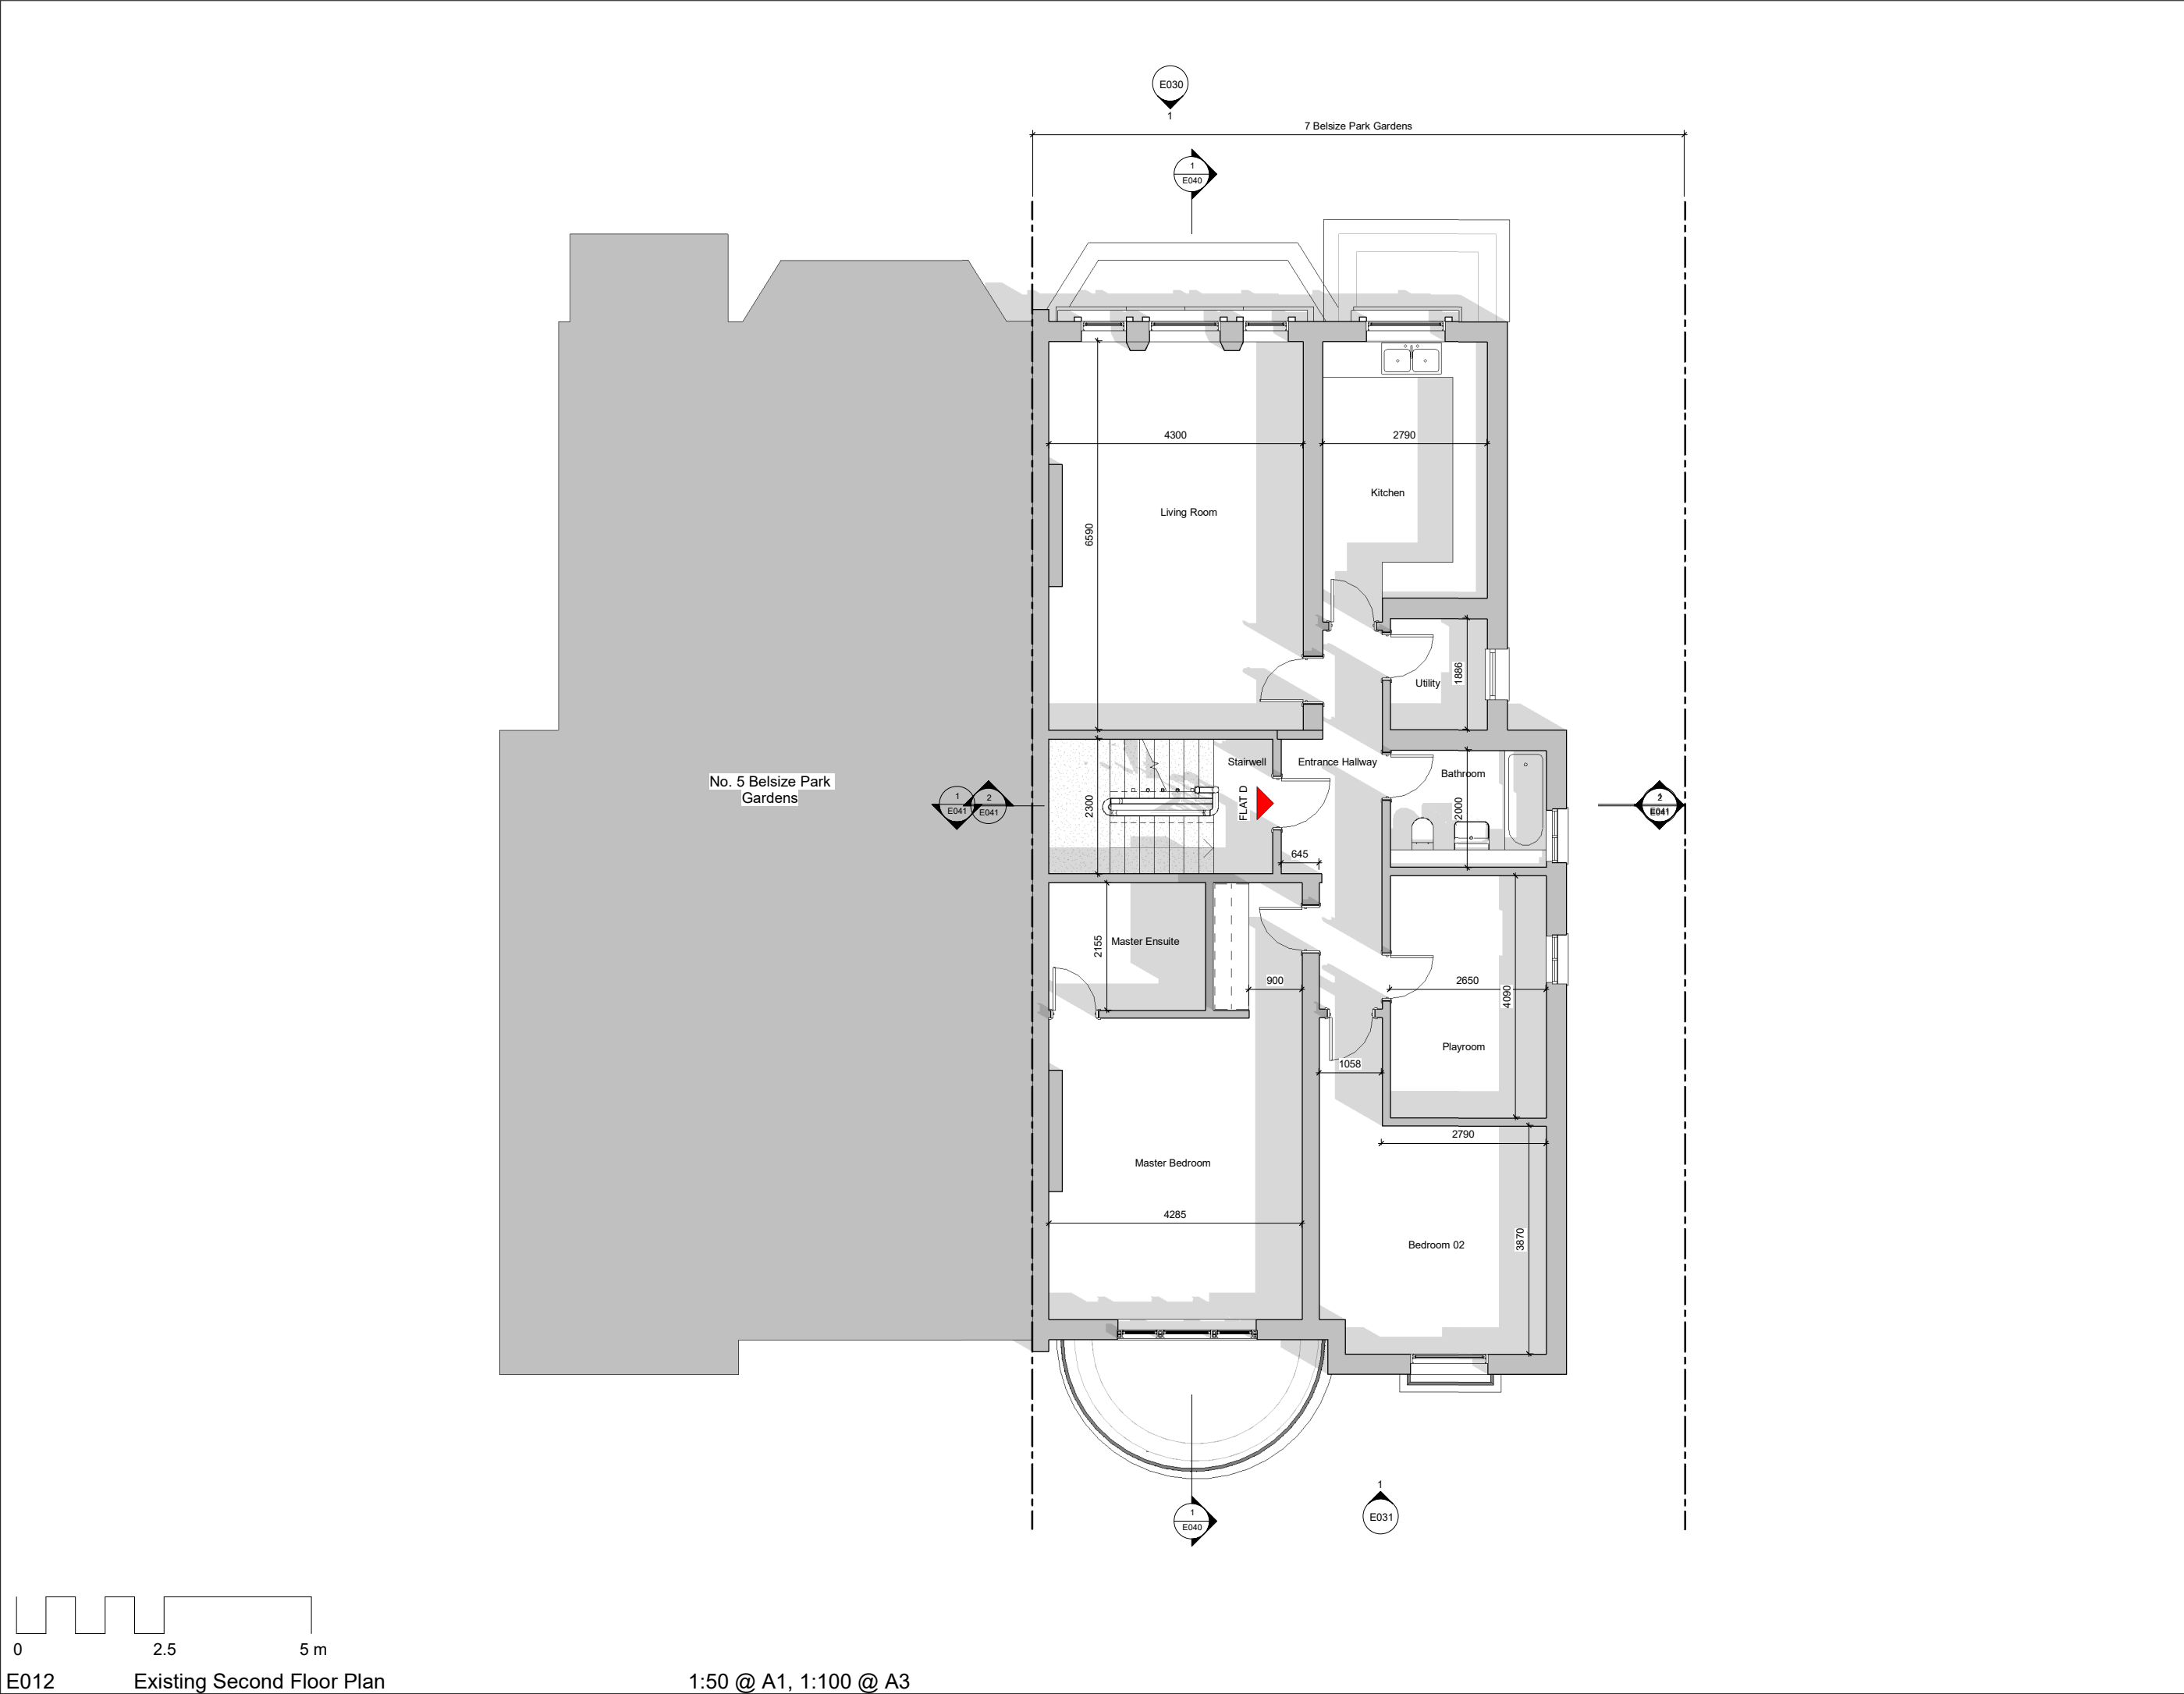 E030
1
7 Belsize Park Gardens
1
E040
4300
2790
Kitchen
Living Room
6590
1886
Utility
Stairwell
Entrance Hallway
Bathroom
No. 5 Belsize Park
Gardens
1
E041
2
E041
2300
FLAT D
2000
2
E041
645
2155
Master Ensuite
900
2650
4090
Playroom
1058
2790
Master Bedroom
4285
Bedroom 02
3870
1
E040
1
E031
0
2.5
5 m
E012
Existing Second Floor Plan
1:50 @ A1, 1:100 @ A3